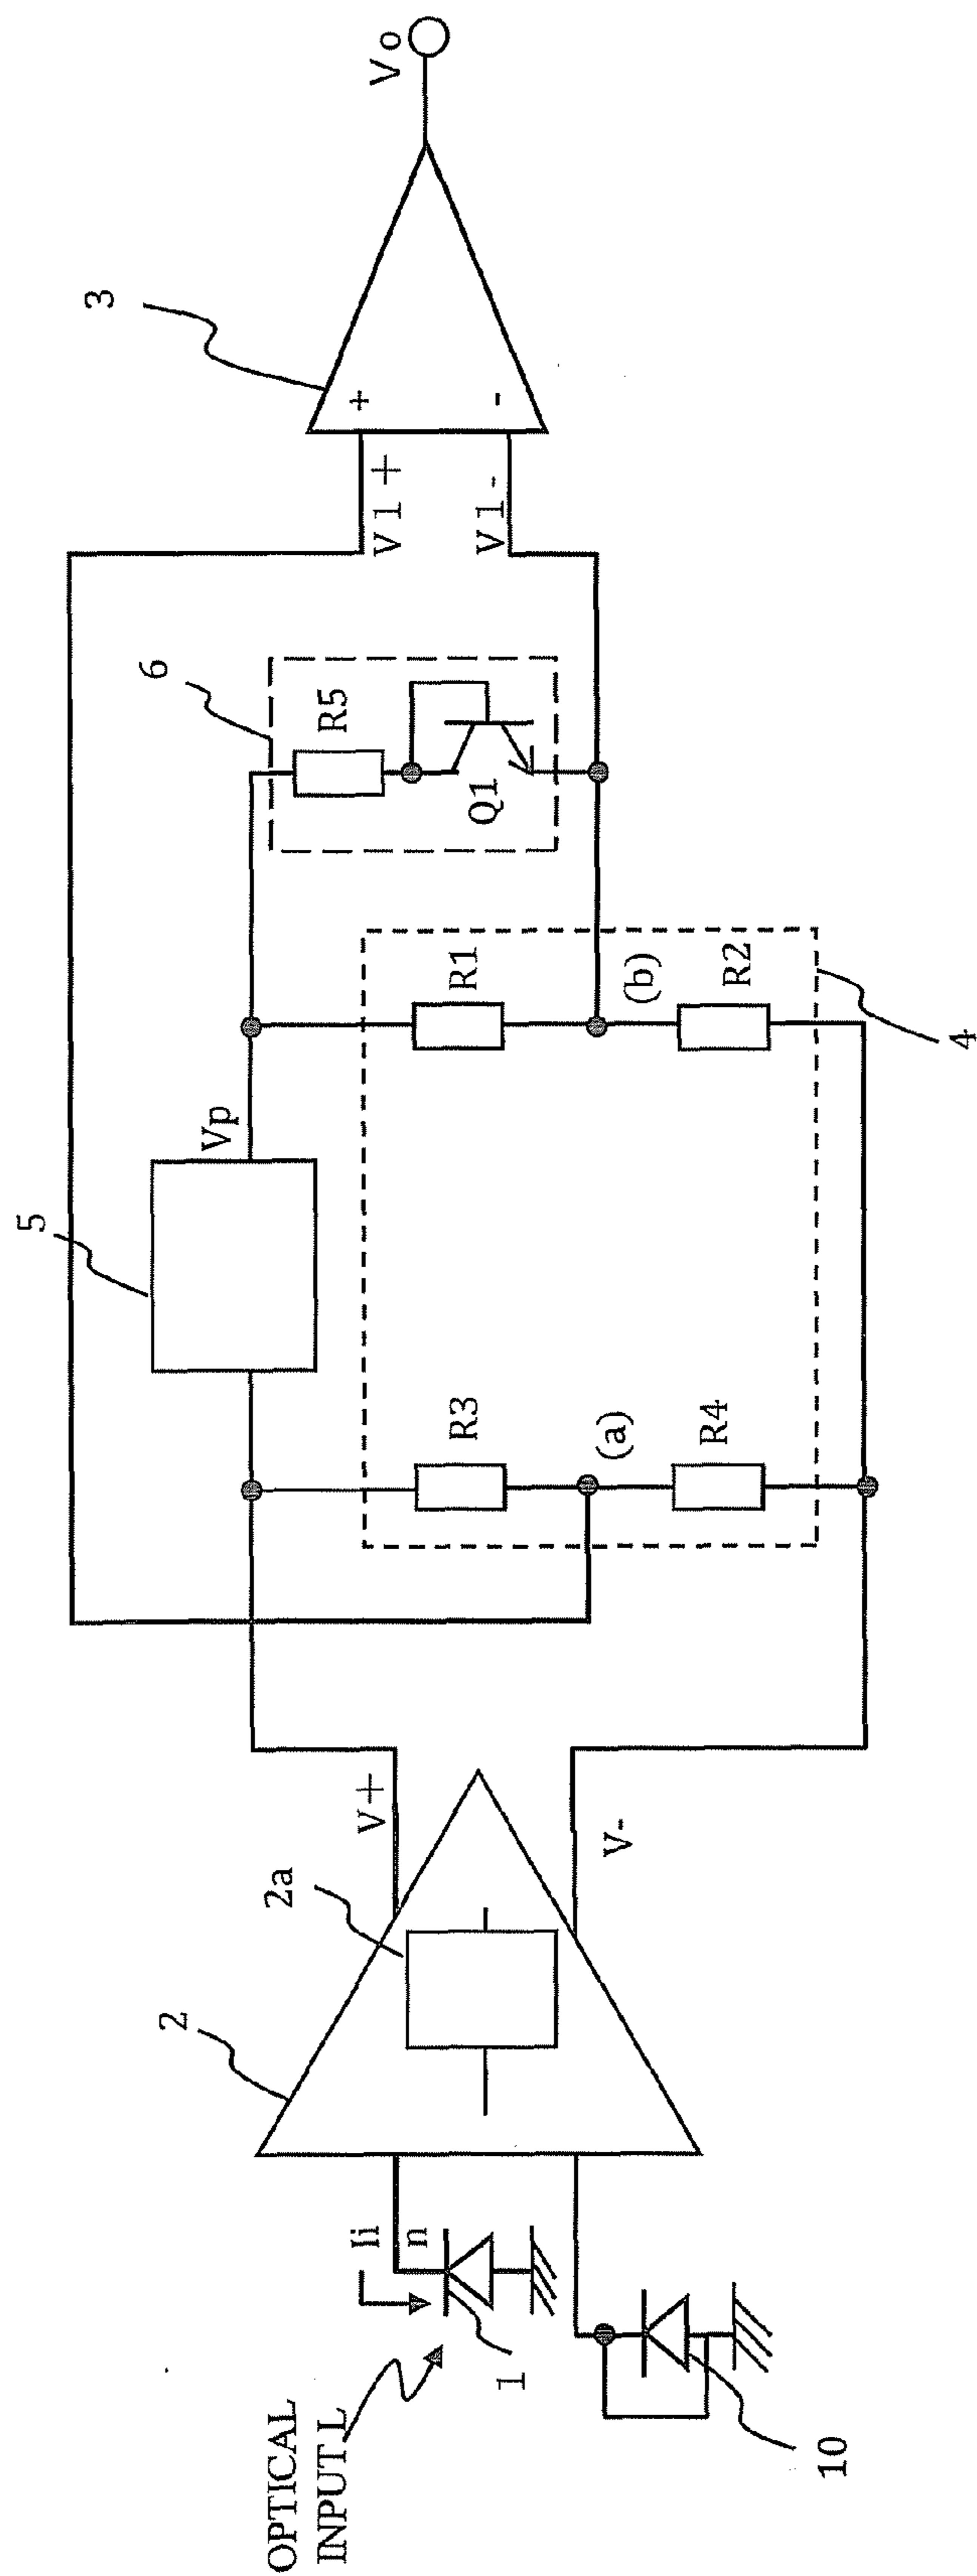 OPTICAL
INPUT L
1
10
Ii
n
2
2a
V+
V-
5
Vp
R3
(a)
R4
R1
(b)
R2
4
6
R5
Q1
V1+
V1-
3
+
-
Vo